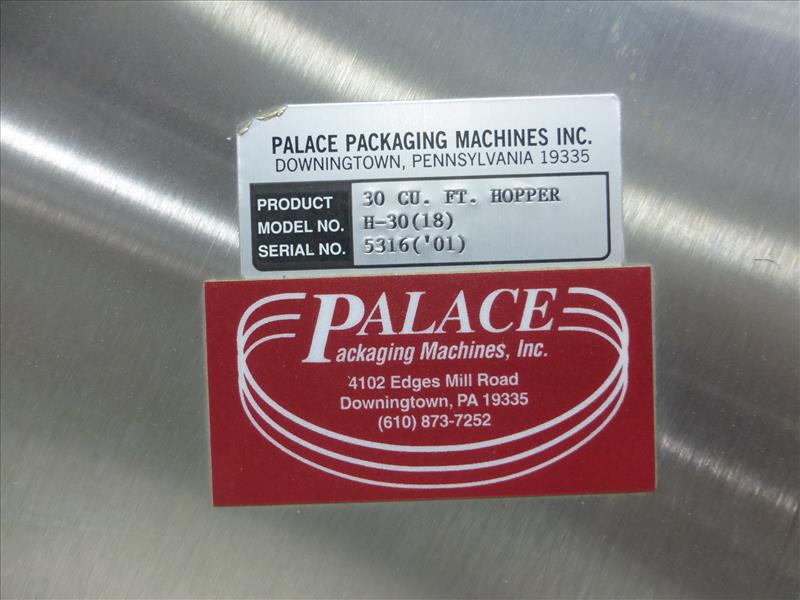 PALACE PACKAGING MACHINES INC.
DOWNINGTOWN, PENNSYLVANIA 19335
PRODUCT 30 CU. FT. HOPPER
MODEL NO. H-30(18)
SERIAL NO. 5316('01)
PALACE
Packaging Machines, Inc.
4102 Edges Mill Road
Downingtown, PA 19335
(610) 873-7252